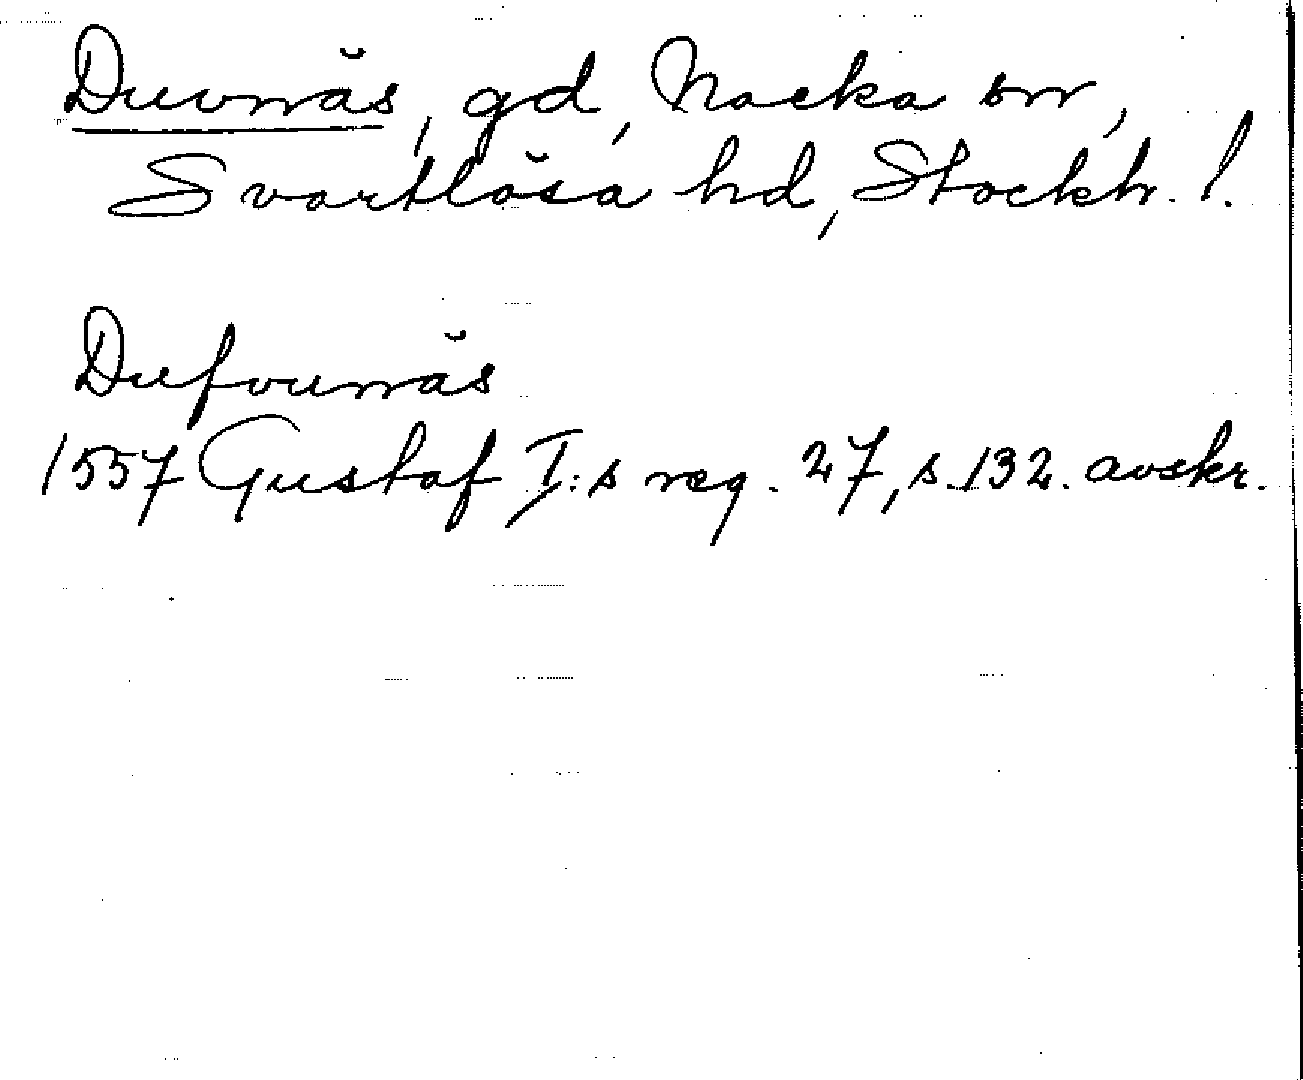 Duvnäs, gd, Nacka sn,
Svartlösa hd, Stockh. l.
Dufvunäs
1557 Gustaf I:s reg. 27, s. 132. avskr.